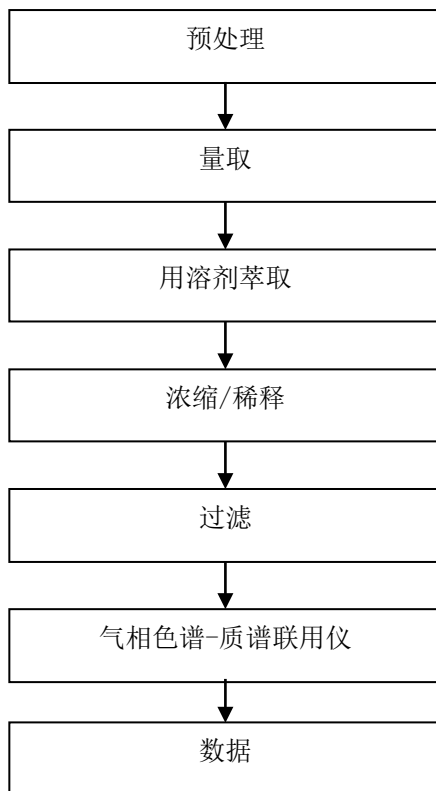 预处理
量取
用溶剂萃取
浓缩/稀释
过滤
气相色谱-质谱联用仪
数据